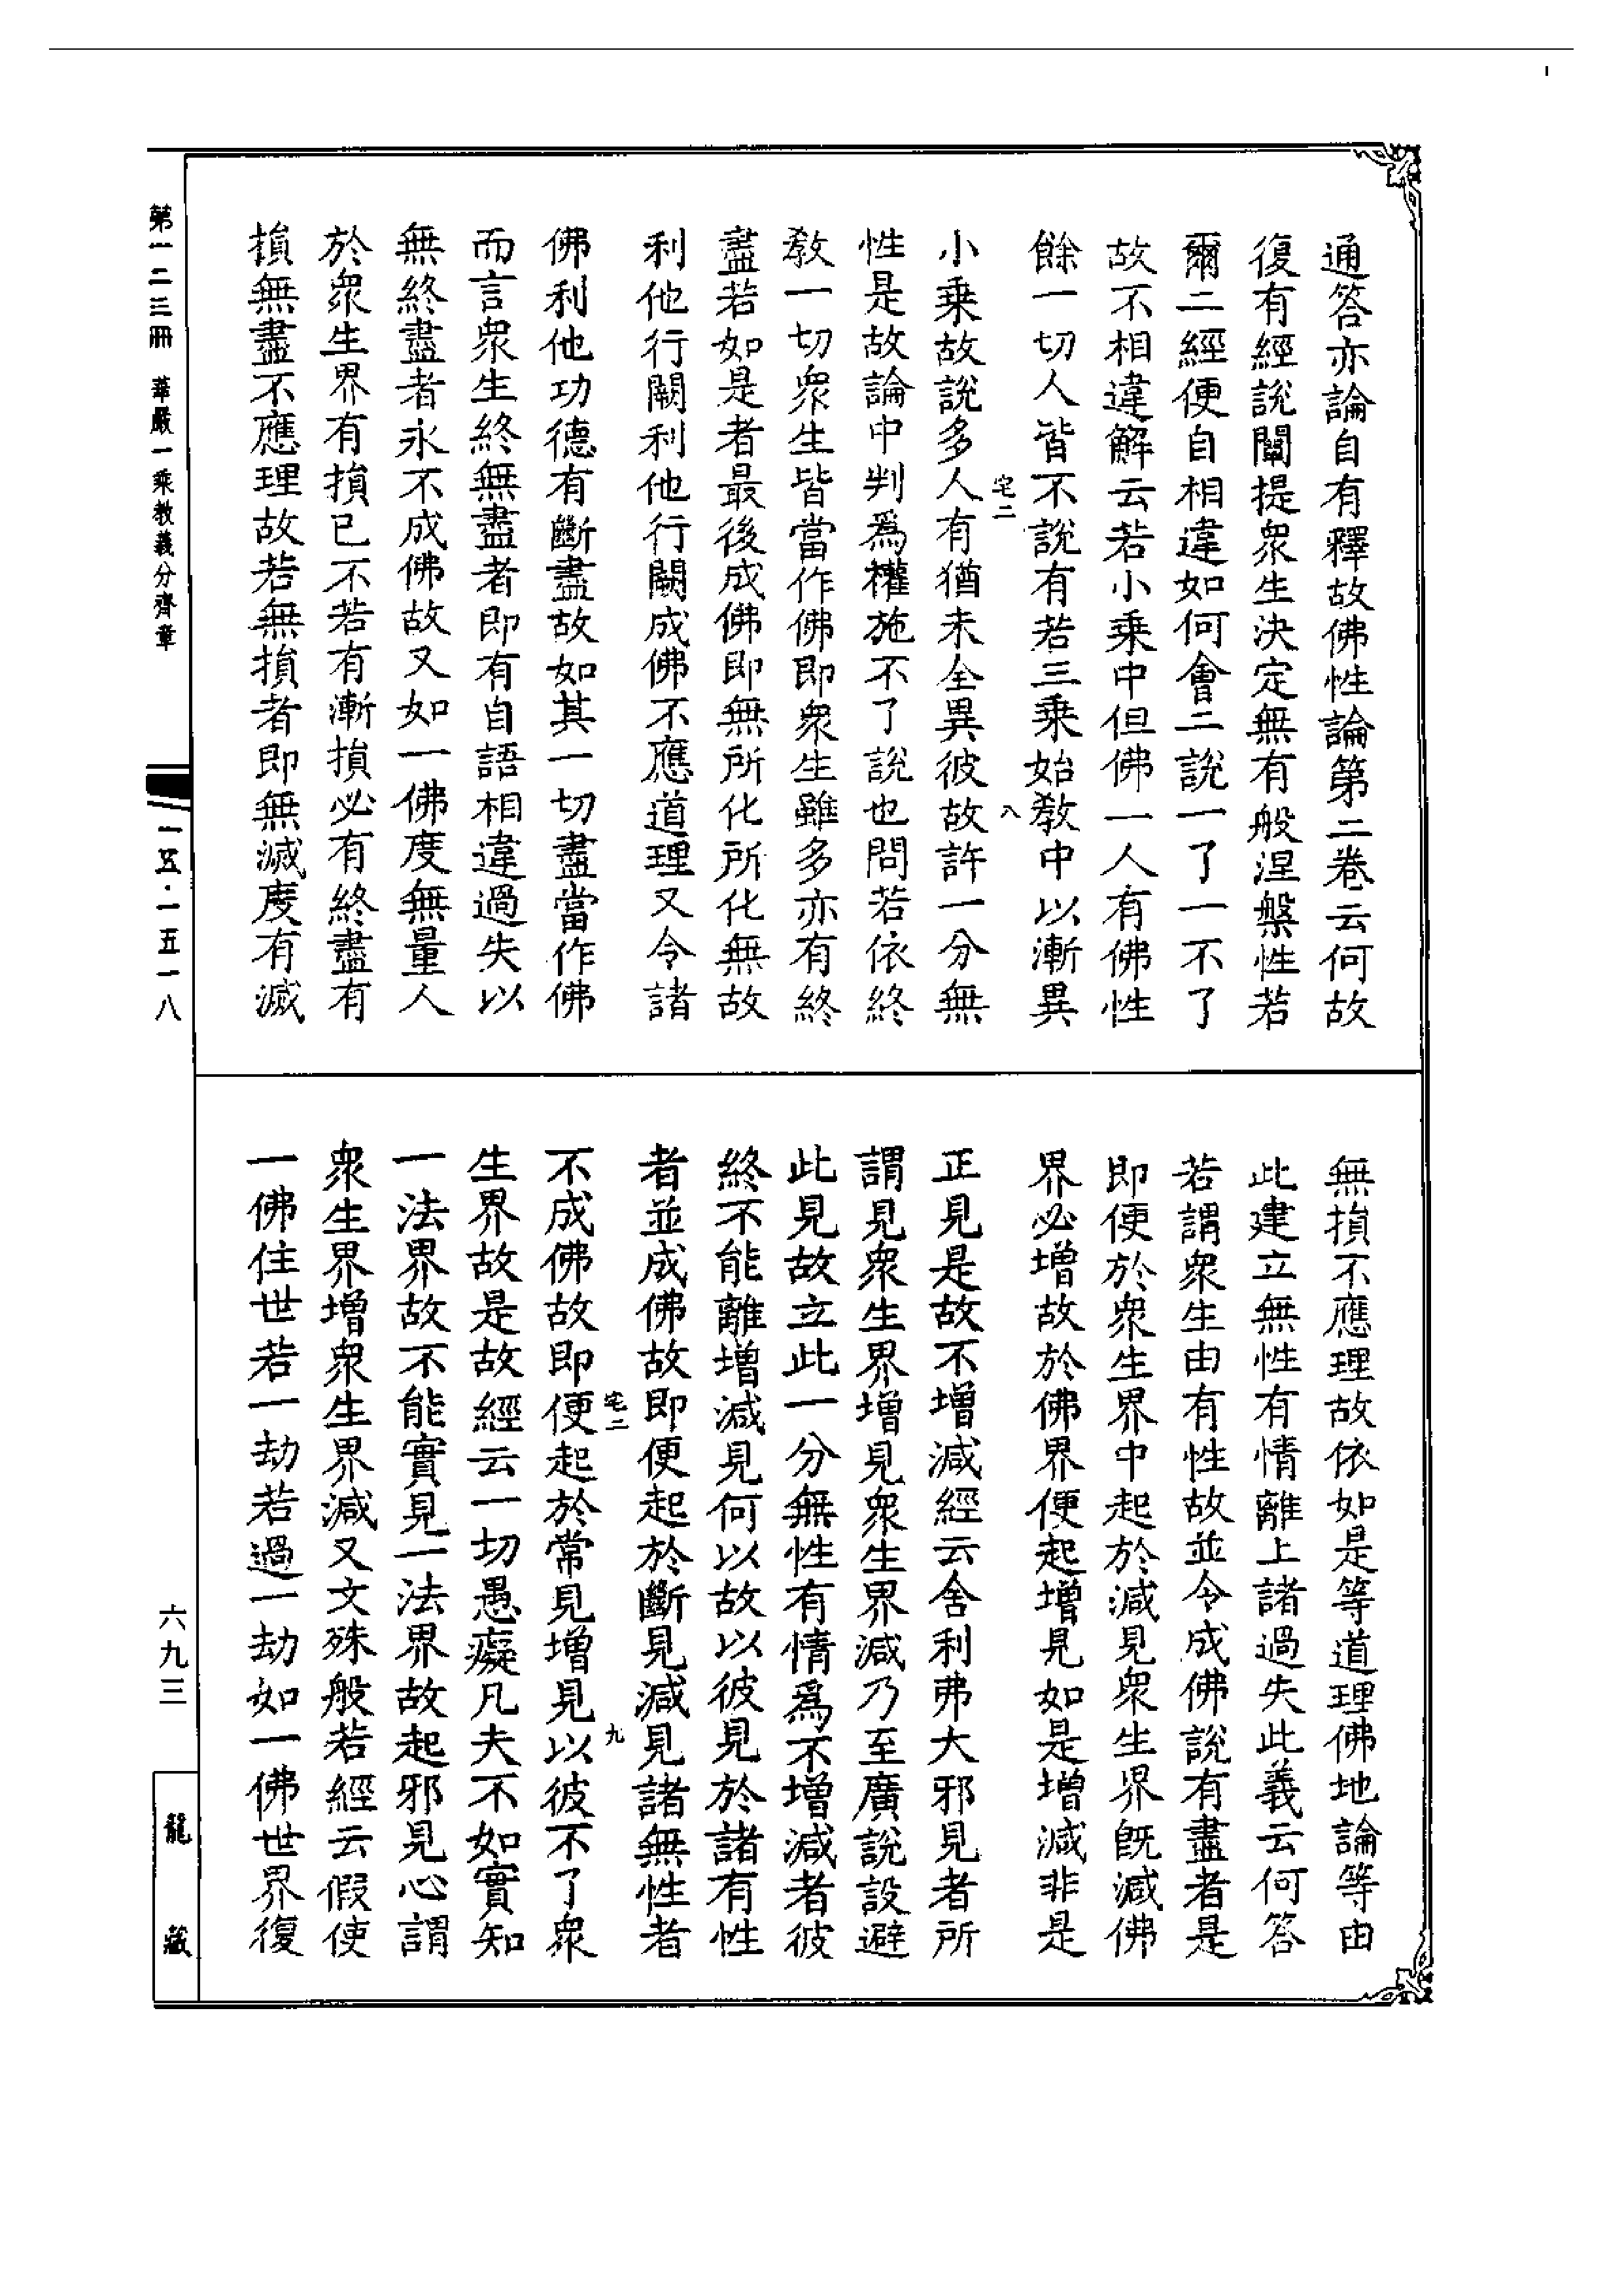 通答亦論自有釋故佛性論第二卷云何故
復有經說闡提衆生決定無有般涅槃性若
爾二經便自相違如何會二說一了一不了
故不相違解云若小乗中但佛一人有佛性
餘一切人皆不說有若三乗始教中以漸異
宅二
八
小乗故說多人有猶未全異彼故許一分無
性是故論中判爲權施不了說也問若依終
教一切衆生皆當作佛即衆生雖多亦有終
盡若如是者最後成佛即無所化所化無故
利他行闕利他行闕成佛不應道理又令諸
佛利他功德有斷盡故如其一切盡當作佛
而言衆生終無盡者即有自語相違過失以
無終盡者永不成佛故又如一佛度無量人
於衆生界有損已不若有漸損必有終盡有
損無盡不應理故若無損者即無滅度有滅
無損不應理故依如是等道理佛地論等由
此建立無性有情離上諸過失此義云何答
若謂衆生由有性故並令成佛說有盡者是
即便於衆生界中起於減見衆生界既減佛
界必增故於佛界便起增見如是增減非是
正見是故不增減經云舍利弗大邪見者所
謂見衆生界增見衆生界減乃至廣說設避
此見故立此一分無性有情爲不增減者彼
終不能離增減見何以故以彼見於諸有性
者並成佛故即便起於斷見減見諸無性者
宅二
九
不成佛故即便起於常見增見以彼不了衆
生界故是故經云一切愚癡凡夫不如實知
一法界故不能實見一法界故起邪見心謂
衆生界增衆生界減又文殊般若經云假使
一佛住世若一劫若過一劫如一佛世界復
第一二三冊 華嚴一乘教義分齊章
一五·一五一八
六九三
龍藏